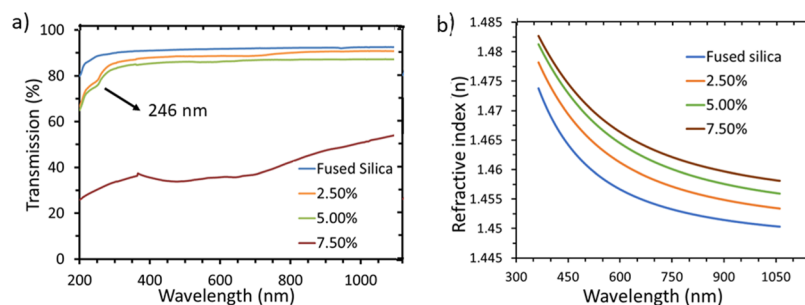 a)
Transmission (%)
100
80
60
40
20
0
246 nm
Fused Silica
2.50%
5.00%
7.50%
200 400 600 800 1000
Wavelength (nm)
b)
Refractive index (n)
1.485
1.48
1.475
1.47
1.465
1.46
1.455
1.45
1.445
Fused silica
2.50%
5.00%
7.50%
300 450 600 750 900 1050
Wavelength (nm)